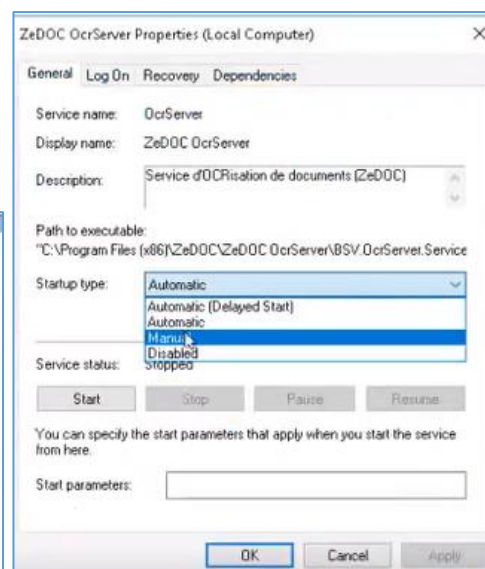 ZeDOC OcrServer Properties (Local Computer)
General Log On Recovery Dependencies
Service name: OcrServer
Display name: ZeDOC OcrServer
Description: Service d'OCRisation de documents (ZeDOC)
Path to executable:
"C:\Program Files (x86)\ZeDOC\ZeDOC OcrServer\BSV.OcrServer.Service
Startup type: Automatic
Automatic (Delayed Start)
Automatic
Manual
Disabled
Service status: Stopped
Start Stop Pause Resume
You can specify the start parameters that apply when you start the service
from here.
Start parameters:
OK Cancel Apply